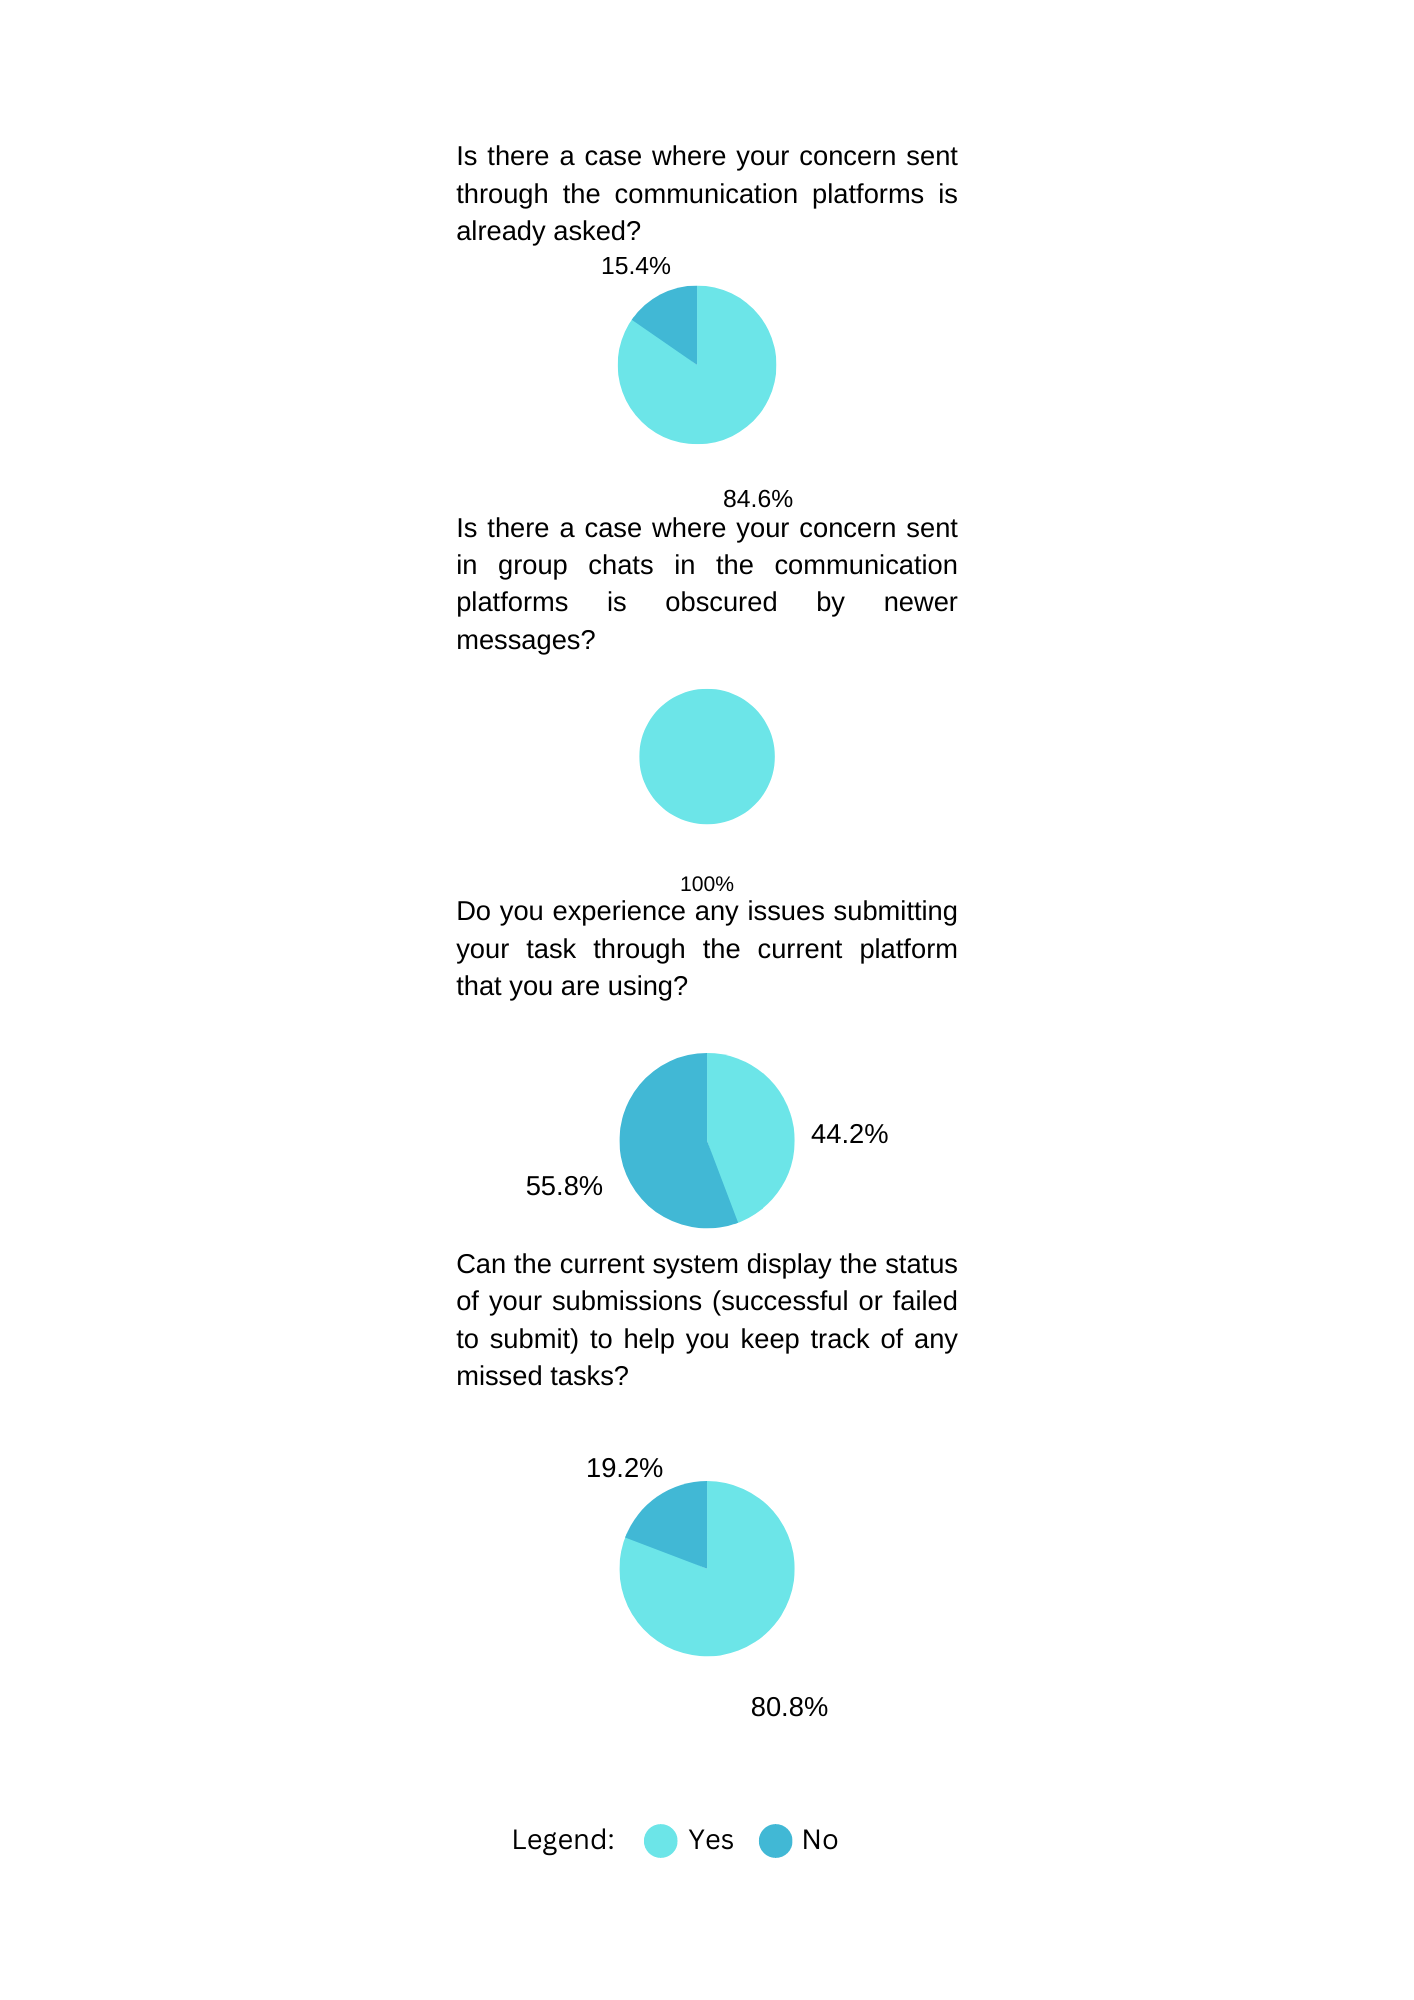 Is there a case where your concern sent
through the communication platforms is
already asked?
15.4%
84.6%
Is there a case where your concern sent
in group chats in the communication
platforms is obscured by newer
messages?
100%
Do you experience any issues submitting
your task through the current platform
that you are using?
44.2%
55.8%
Can the current system display the status
of your submissions (successful or failed
to submit) to help you keep track of any
missed tasks?
19.2%
80.8%
Legend: Yes No